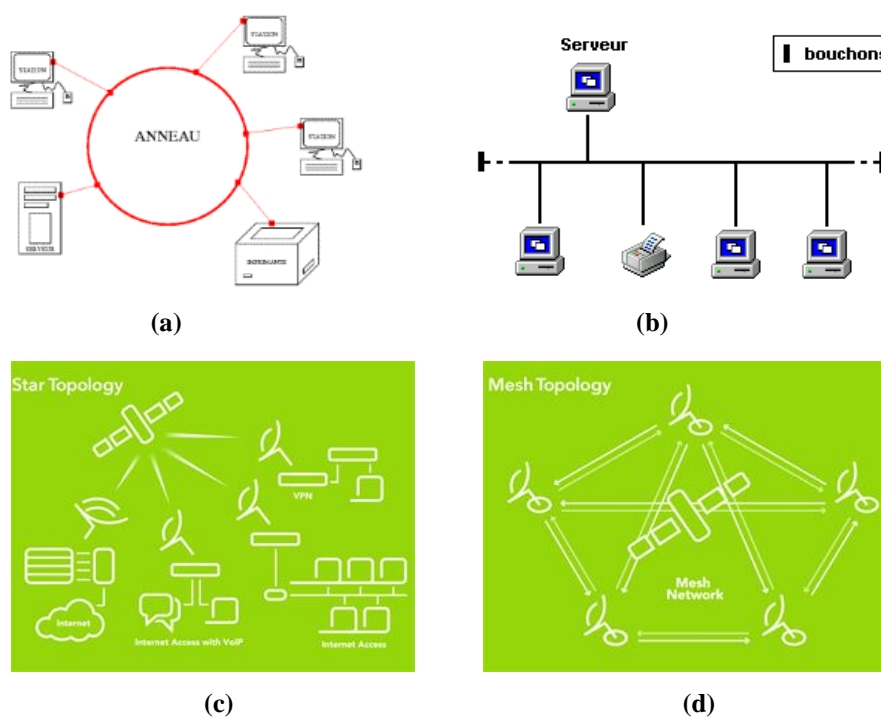 STATION
STATION
ANNEAU
STATION
SERVEUR
IMPRIMANTE
(a)
Serveur
bouchons
(b)
Star Topology
VPN
Internet
Internet Access with VoIP
Internet Access
(c)
Mesh Topology
Mesh
Network
(d)